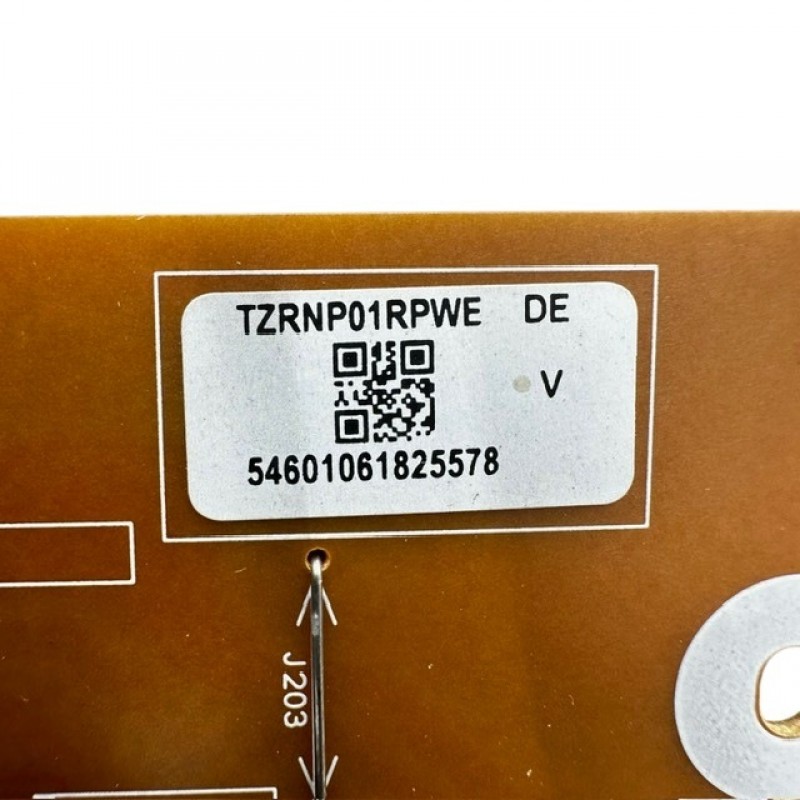 TZRNP01RPWE DE
V
54601061825578
J203